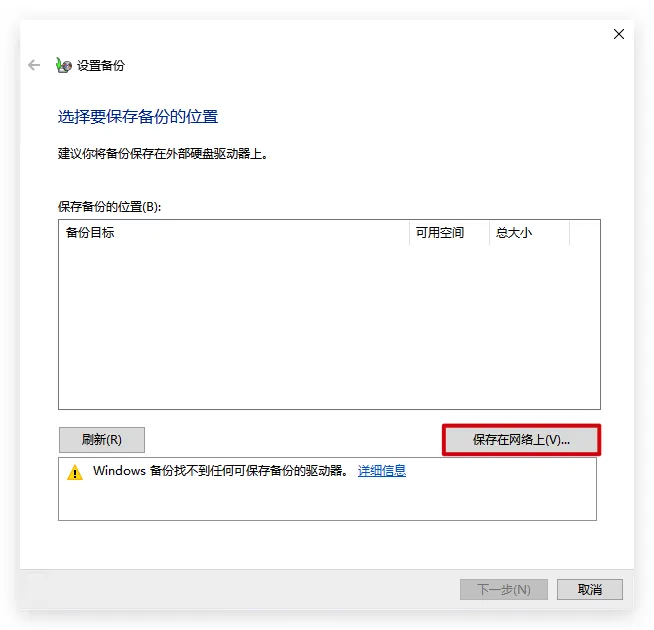 设置备份
选择要保存备份的位置
建议你将备份保存在外部硬盘驱动器上。
保存备份的位置(B):
备份目标 可用空间 总大小
刷新(R) 保存在网络上(V)...
Windows 备份找不到任何可保存备份的驱动器。 详细信息
下一步(N) 取消